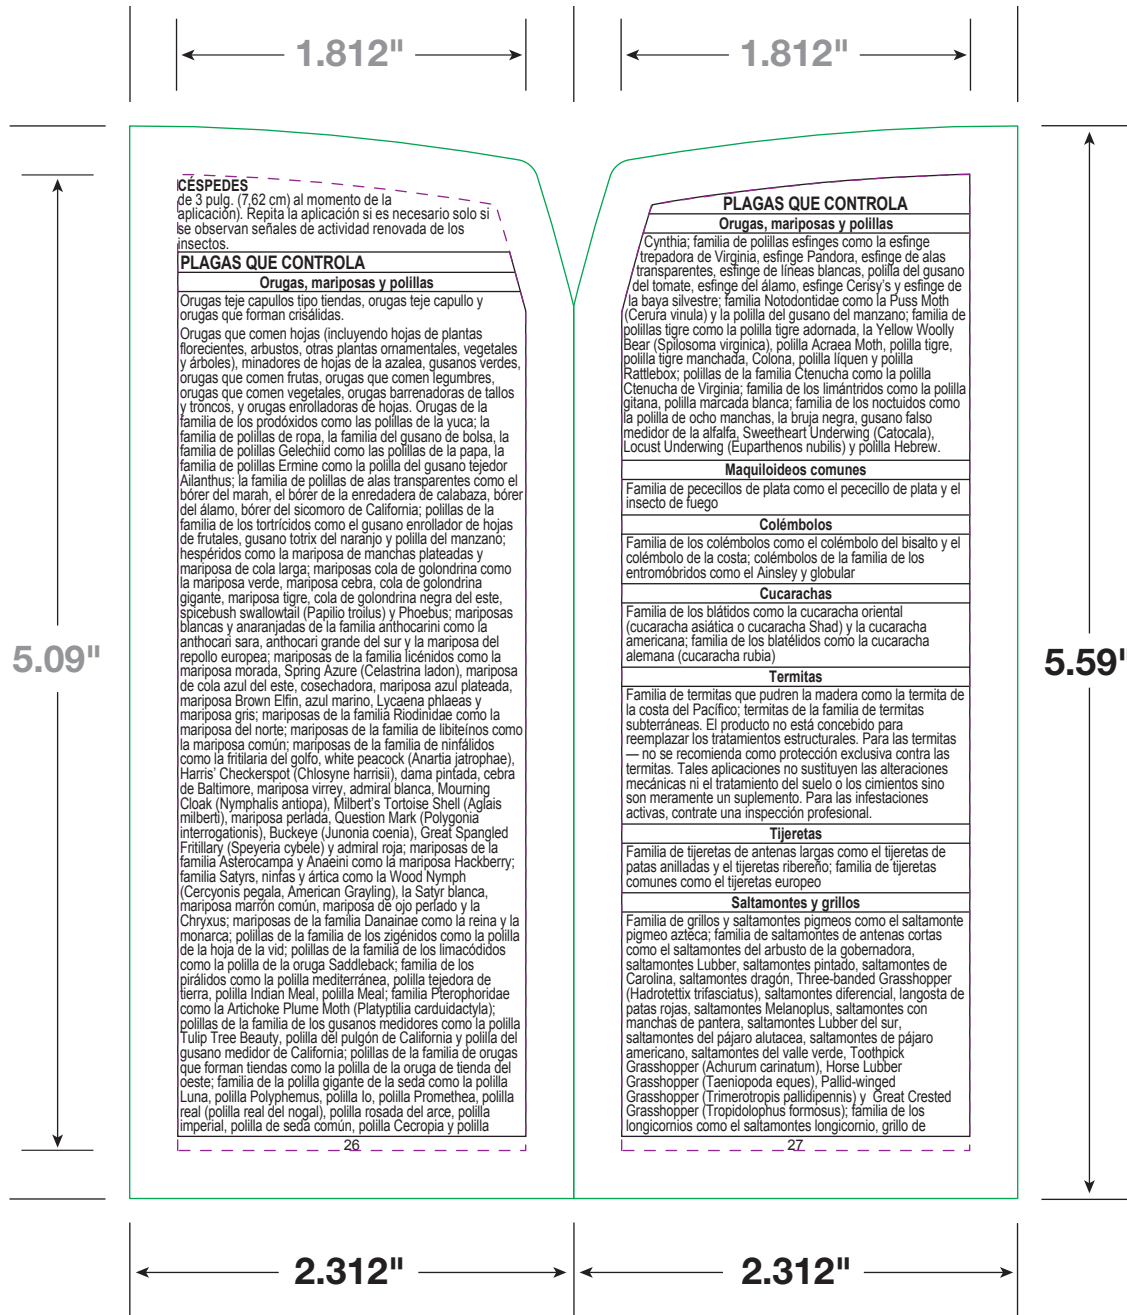 1.812"
1.812"
5.09"
5.59"
CÉSPEDES
de 3 pulg. (7,62 cm) al momento de la
aplicación). Repita la aplicación si es necesario solo si
se observan señales de actividad renovada de los
insectos.
PLAGAS QUE CONTROLA
Orugas, mariposas y polillas
Orugas teje capullos tipo tiendas, orugas teje capullo y
orugas que forman crisálidas.
Orugas que comen hojas (incluyendo hojas de plantas
florecientes, arbustos, otras plantas ornamentales, vegetales
y árboles), minadores de hojas de la azalea, gusanos verdes,
orugas que comen frutas, orugas que comen legumbres,
orugas que comen vegetales, orugas barrenadoras de tallos
y troncos, y orugas enrolladoras de hojas. Orugas de la
familia de los prodóxidos como las polillas de la yuca; la
familia de polillas de ropa, la familia del gusano de bolsa, la
familia de polillas Gelechiid como las polillas de la papa, la
familia de polillas Ermine como la polilla del gusano tejedor
Ailanthus; la familia de polillas de alas transparentes como el
bórer del marah, el bórer de la enredadera de calabaza, bórer
del álamo, bórer del sicomoro de California; polillas de la
familia de los tortrícidos como el gusano enrollador de hojas
de frutales, gusano totrix del naranjo y polilla del manzano;
hespéridos como la mariposa de manchas plateadas y
mariposa de cola larga; mariposas cola de golondrina como
la mariposa verde, mariposa cebra, cola de golondrina
gigante, mariposa tigre, cola de golondrina negra del este,
spicebush swallowtail (Papilio troilus) y Phoebus; mariposas
blancas y anaranjadas de la familia anthocarini como la
anthocari sara, anthocari grande del sur y la mariposa del
repollo europea; mariposas de la familia licénidos como la
mariposa morada, Spring Azure (Celastrina ladon), mariposa
de cola azul del este, cosechadora, mariposa azul plateada,
mariposa Brown Elfin, azul marino, Lycaena phlaeas y
mariposa gris; mariposas de la familia Riodinidae como la
mariposa del norte; mariposas de la familia de libiteínos como
la mariposa común; mariposas de la familia de ninfálidos
como la fritilaria del golfo, white peacock (Anartia jatrophae),
Harris' Checkerspot (Chlosyne harrisii), dama pintada, cebra
de Baltimore, mariposa virrey, admiral blanca, Mourning
Cloak (Nymphalis antiopa), Milbert's Tortoise Shell (Aglais
milberti), mariposa perlada, Question Mark (Polygonia
interrogationis), Buckeye (Junonia coenia), Great Spangled
Fritillary (Speyeria cybele) y admiral roja; mariposas de la
familia Asterocampa y Anaeini como la mariposa Hackberry;
familia Satyrs, ninfas y ártica como la Wood Nymph
(Cercyonis pegala, American Grayling), la Satyr blanca,
mariposa marrón común, mariposa de ojo perlado y la
Chryxus; mariposas de la familia Danainae como la reina y la
monarca; polillas de la familia de los zigénidos como la polilla
de la hoja de la vid; polillas de la familia de los limacódidos
como la polilla de la oruga Saddleback; familia de los
pirálidos como la polilla mediterránea, polilla tejedora de
tierra, polilla Indian Meal, polilla Meal; familia Pterophoridae
como la Artichoke Plume Moth (Platyptilia carduidactyla);
polillas de la familia de los gusanos medidores como la polilla
Tulip Tree Beauty, polilla del pulgón de California y polilla del
gusano medidor de California; polillas de la familia de orugas
que forman tiendas como la polilla de la oruga de tienda del
oeste; familia de la polilla gigante de la seda como la polilla
Luna, polilla Polyphemus, polilla Io, polilla Promethea, polilla
real (polilla real del nogal), polilla rosada del arce, polilla
imperial, polilla de seda común, polilla Cecropia y polilla
26
PLAGAS QUE CONTROLA
Orugas, mariposas y polillas
Cynthia; familia de polillas esfinges como la esfinge
trepadora de Virginia, esfinge Pandora, esfinge de alas
transparentes, esfinge de líneas blancas, polilla del gusano
del tomate, esfinge del álamo, esfinge Cerisy's y esfinge de
la baya silvestre; familia Notodontidae como la Puss Moth
(Cerura vinula) y la polilla del gusano del manzano; familia de
polillas tigre como la polilla tigre adornada, la Yellow Woolly
Bear (Spilosoma virginica), polilla Acraea Moth, polilla tigre,
polilla tigre manchada, Colona, polilla líquen y polilla
Rattlebox; polillas de la familia Ctenucha como la polilla
Ctenucha de Virginia; familia de los limántridos como la polilla
gitana, polilla marcada blanca; familia de los noctuidos como
la polilla de ocho manchas, la bruja negra, gusano falso
medidor de la alfalfa, Sweetheart Underwing (Catocala),
Locust Underwing (Euparthenos nubilis) y polilla Hebrew.
Maquiloideos comunes
Familia de pececillos de plata como el pececillo de plata y el
insecto de fuego
Colémbolos
Familia de los colémbolos como el colémbolo del bisalto y el
colémbolo de la costa; colémbolos de la familia de los
entromóbridos como el Ainsley y globular
Cucarachas
Familia de los blátidos como la cucaracha oriental
(cucaracha asiática o cucaracha Shad) y la cucaracha
americana; familia de los blatélidos como la cucaracha
alemana (cucaracha rubia)
Termitas
Familia de termitas que pudren la madera como la termita de
la costa del Pacífico; termitas de la familia de termitas
subterráneas. El producto no está concebido para
reemplazar los tratamientos estructurales. Para las termitas
— no se recomienda como protección exclusiva contra las
termitas. Tales aplicaciones no sustituyen las alteraciones
mecánicas ni el tratamiento del suelo o los cimientos sino
son meramente un suplemento. Para las infestaciones
activas, contrate una inspección profesional.
Tijeretas
Familia de tijeretas de antenas largas como el tijeretas de
patas anilladas y el tijeretas ribereño; familia de tijeretas
comunes como el tijeretas europeo
Saltamontes y grillos
Familia de grillos y saltamontes pigmeos como el saltamonte
pigmeo azteca; familia de saltamontes de antenas cortas
como el saltamontes del arbusto de la gobernadora,
saltamontes Lubber, saltamontes pintado, saltamontes de
Carolina, saltamontes dragón, Three-banded Grasshopper
(Hadrotettix trifasciatus), saltamontes diferencial, langosta de
patas rojas, saltamontes Melanoplus, saltamontes con
manchas de pantera, saltamontes Lubber del sur,
saltamontes del pájaro alutacea, saltamontes de pájaro
americano, saltamontes del valle verde, Toothpick
Grasshopper (Achurum carinatum), Horse Lubber
Grasshopper (Taeniopoda eques), Pallid-winged
Grasshopper (Trimerotropis pallidipennis) y Great Crested
Grasshopper (Tropidolophus formosus); familia de los
longicornios como el saltamontes longicornio, grillo de
27
2.312"
2.312"